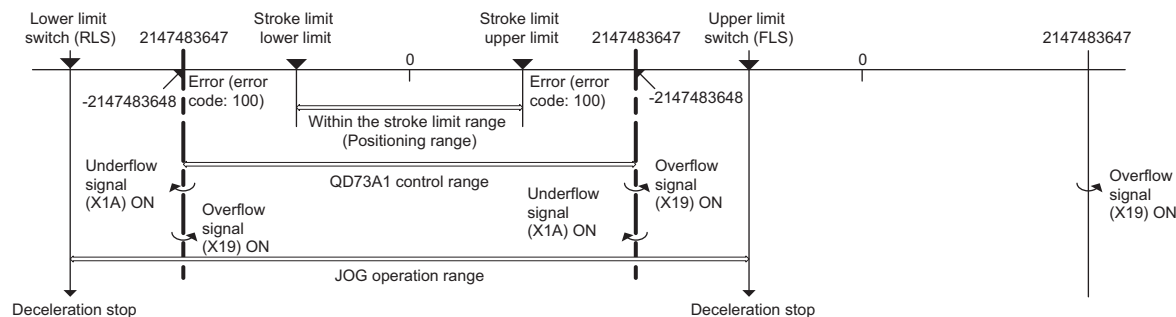 Lower limit
switch (RLS)
2147483647
Stroke limit
lower limit
Stroke limit
upper limit
2147483647
Upper limit
switch (FLS)
2147483647
0
0
-2147483648
Error (error
code: 100)
Error (error
code: 100)
-2147483648
Within the stroke limit range
(Positioning range)
Underflow
signal
(X1A) ON
QD73A1 control range
Overflow
signal
(X19) ON
Overflow
signal
(X19) ON
Overflow
signal
(X19) ON
Underflow
signal
(X1A) ON
JOG operation range
Deceleration stop
Deceleration stop